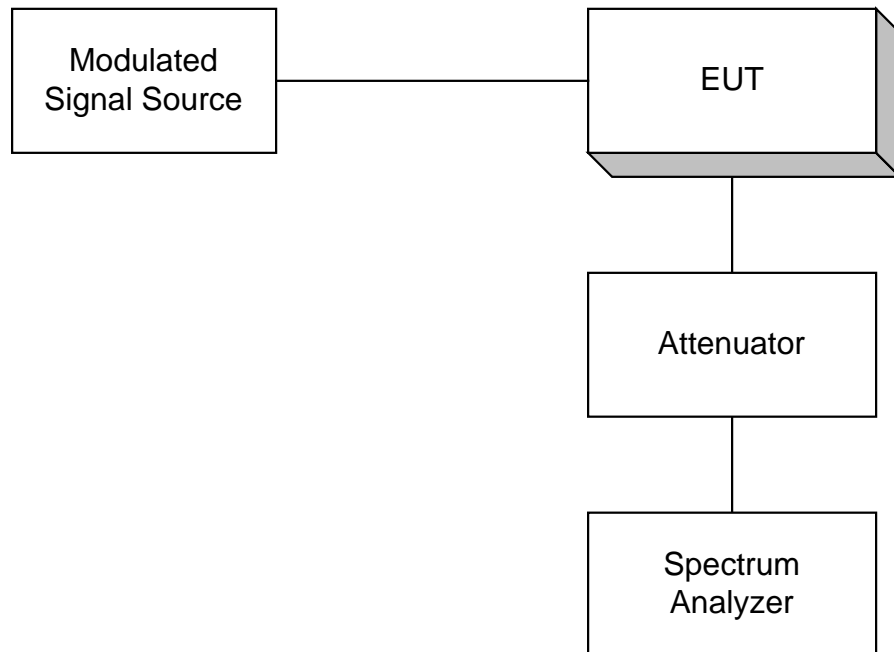 Modulated
Signal Source
EUT
Attenuator
Spectrum
Analyzer